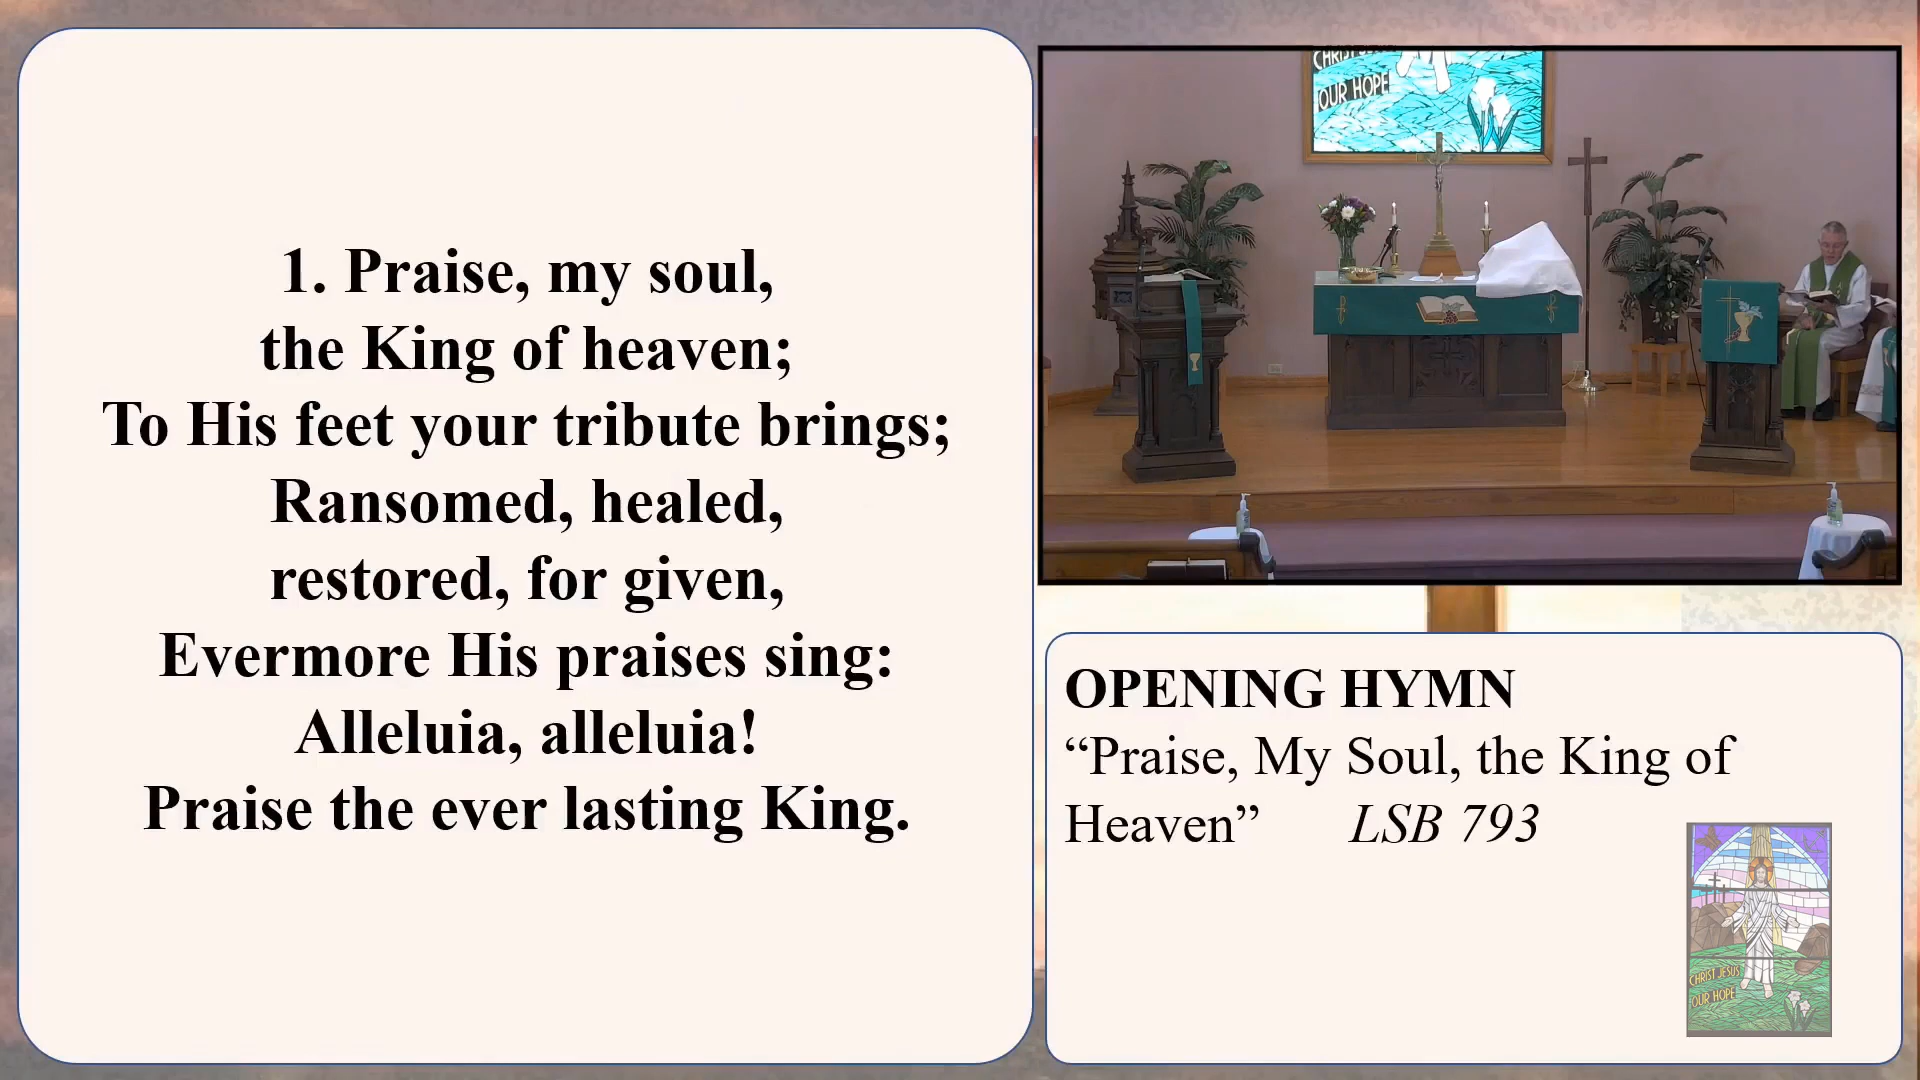 1. Praise, my soul,
the King of heaven;
To His feet your tribute brings;
Ransomed, healed,
restored, for given,
Evermore His praises sing:
Alleluia, alleluia!
Praise the ever lasting King.
CHRIST JESUS
OUR HOPE
OPENING HYMN
“Praise, My Soul, the King of
Heaven” LSB 793
CHRIST JESUS
OUR HOPE